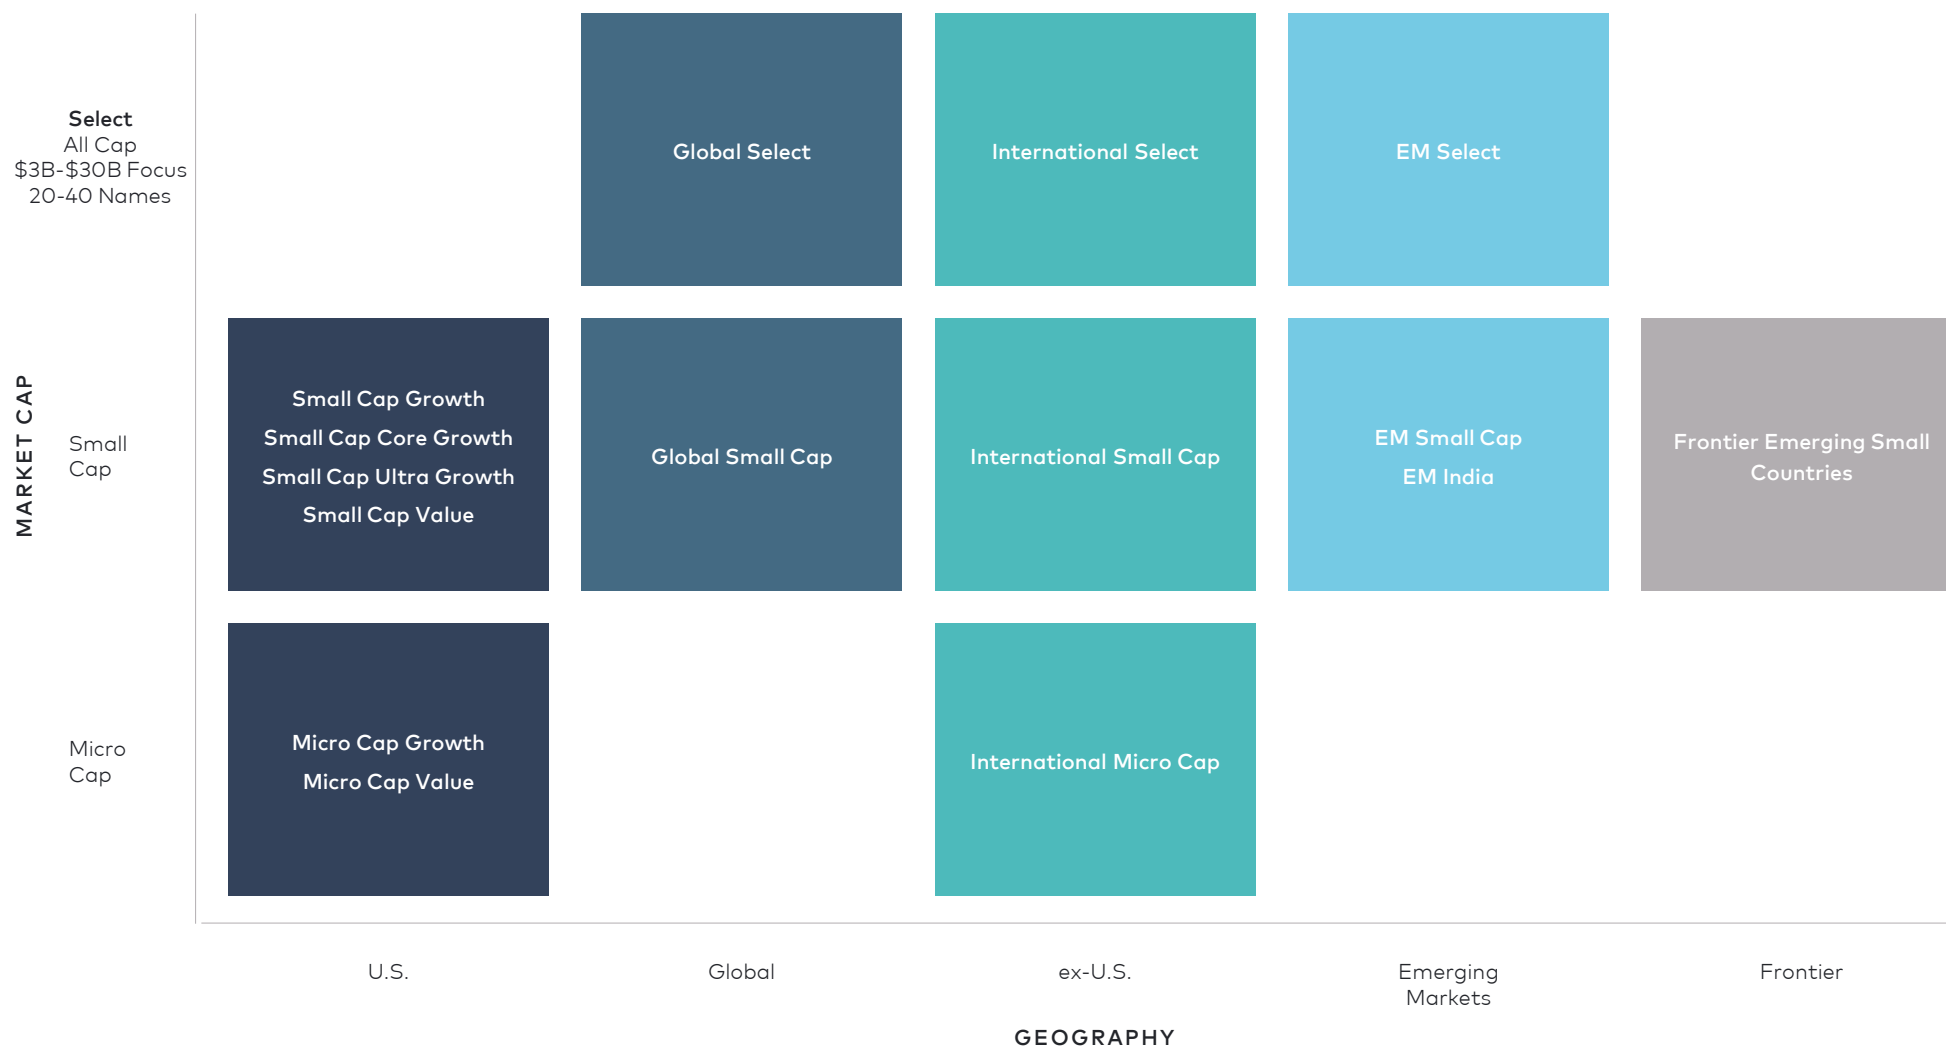 Select
All Cap
$3B-$30B Focus
20-40 Names
Global Select
International Select
EM Select
MARKET CAP
Small
Cap
Small Cap Growth
Small Cap Core Growth
Small Cap Ultra Growth
Small Cap Value
Global Small Cap
International Small Cap
EM Small Cap
EM India
Frontier Emerging Small
Countries
Micro
Cap
Micro Cap Growth
Micro Cap Value
International Micro Cap
U.S.
Global
ex-U.S.
Emerging
Markets
Frontier
GEOGRAPHY